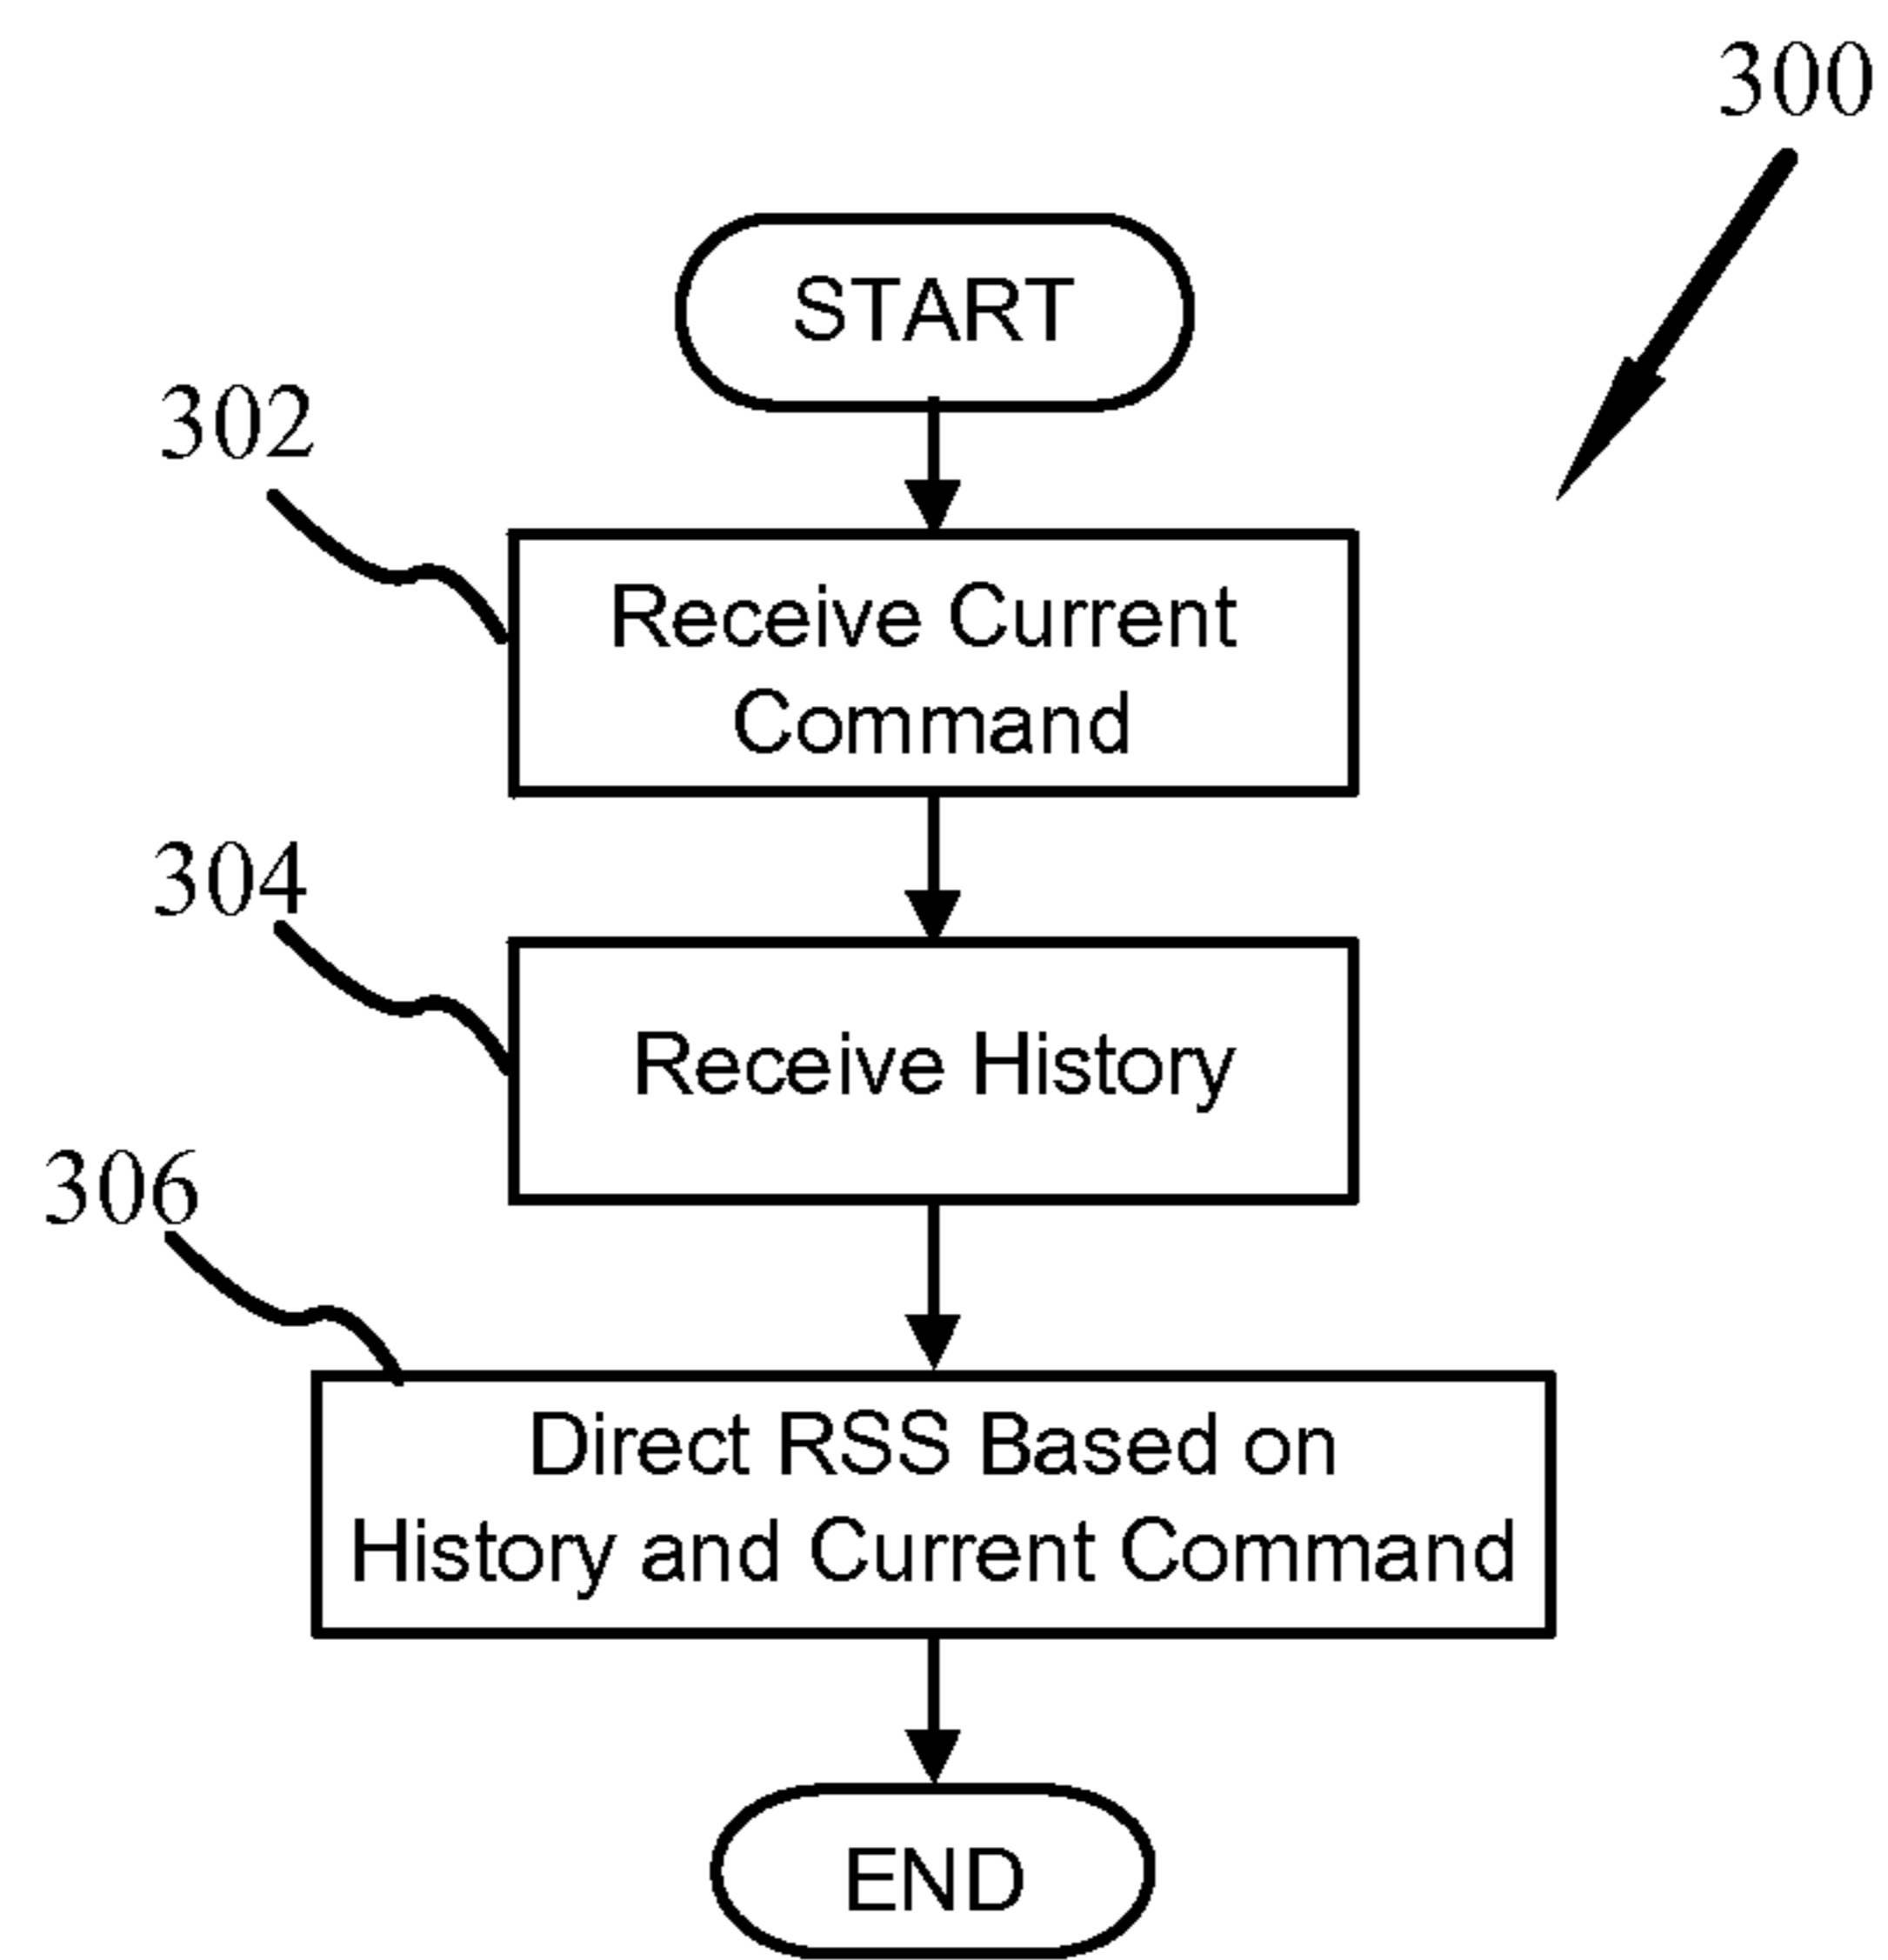 300
START
302
Receive Current
Command
304
Receive History
306
Direct RSS Based on
History and Current Command
END